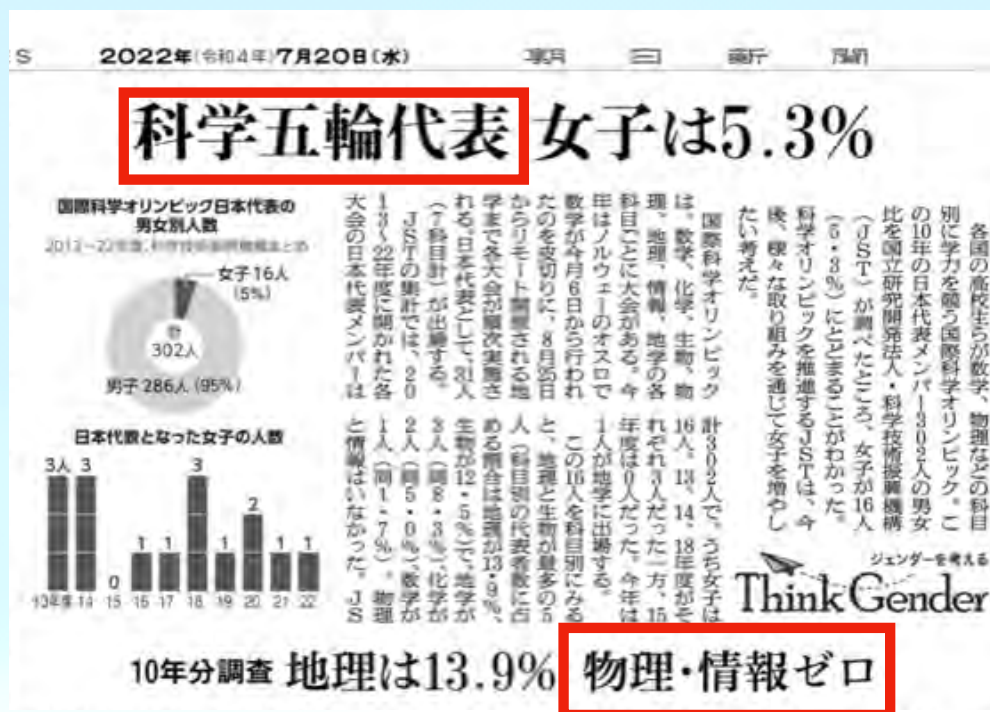 S
2022年(令和4年)7月20日(水)
朝日新聞
科学五輪代表 女子は5.3%
国際科学オリンピック日本代表の
男女別人数
2013~22年度、科学技術振興機構まとめ
女子16人
(5%)
計
302人
男子286人(95%)
日本代表となった女子の人数
3人 3 0 1 1 3 1 2 1 1
13年度 14 15 16 17 18 19 20 21 22
各国の高校生らが数学、物理などの科目
別に学力を競う国際科学オリンピック。こ
の10年の日本代表メンバー302人の男女
比を国立研究開発法人・科学技術振興機構
(JST)が調べたところ、女子が16人
(5・3%)にとどまることがわかった。
科学オリンピックを推進するJSTは、今
後、様々な取り組みを通じて女子を増やし
たい考えだ。
ジェンダーを考える
Think Gender
国際科学オリンピック
は、数学、化学、生物、物
理、地理、情報、地学の各
科目ごとに大会がある。今
年はノルウェーのオスロで
数学が今月6日から行われ
たのを皮切りに、8月25日
からリモート開催される地
学まで各大会が順次実施さ
れる。日本代表として、31人
(7科目計)が出場する。
JSTの集計では、20
13~22年度に開かれた各
大会の日本代表メンバーは
計302人で、うち女子は
16人。13、14、18年度がそ
れぞれ3人だった一方、15
年度は0人だった。今年は
1人が地学に出場する。
この16人を科目別にみる
と、地理と生物が最多の5
人(科目別の代表者数に占
める割合は地理が13・9%、
生物が12・5%)で、地学が
3人(同8・3%)、化学が
2人(同5・0%)、数学が
1人(同1・7%)。物理
と情報はいなかった。JS
10年分調査 地理は13.9% 物理・情報ゼロ